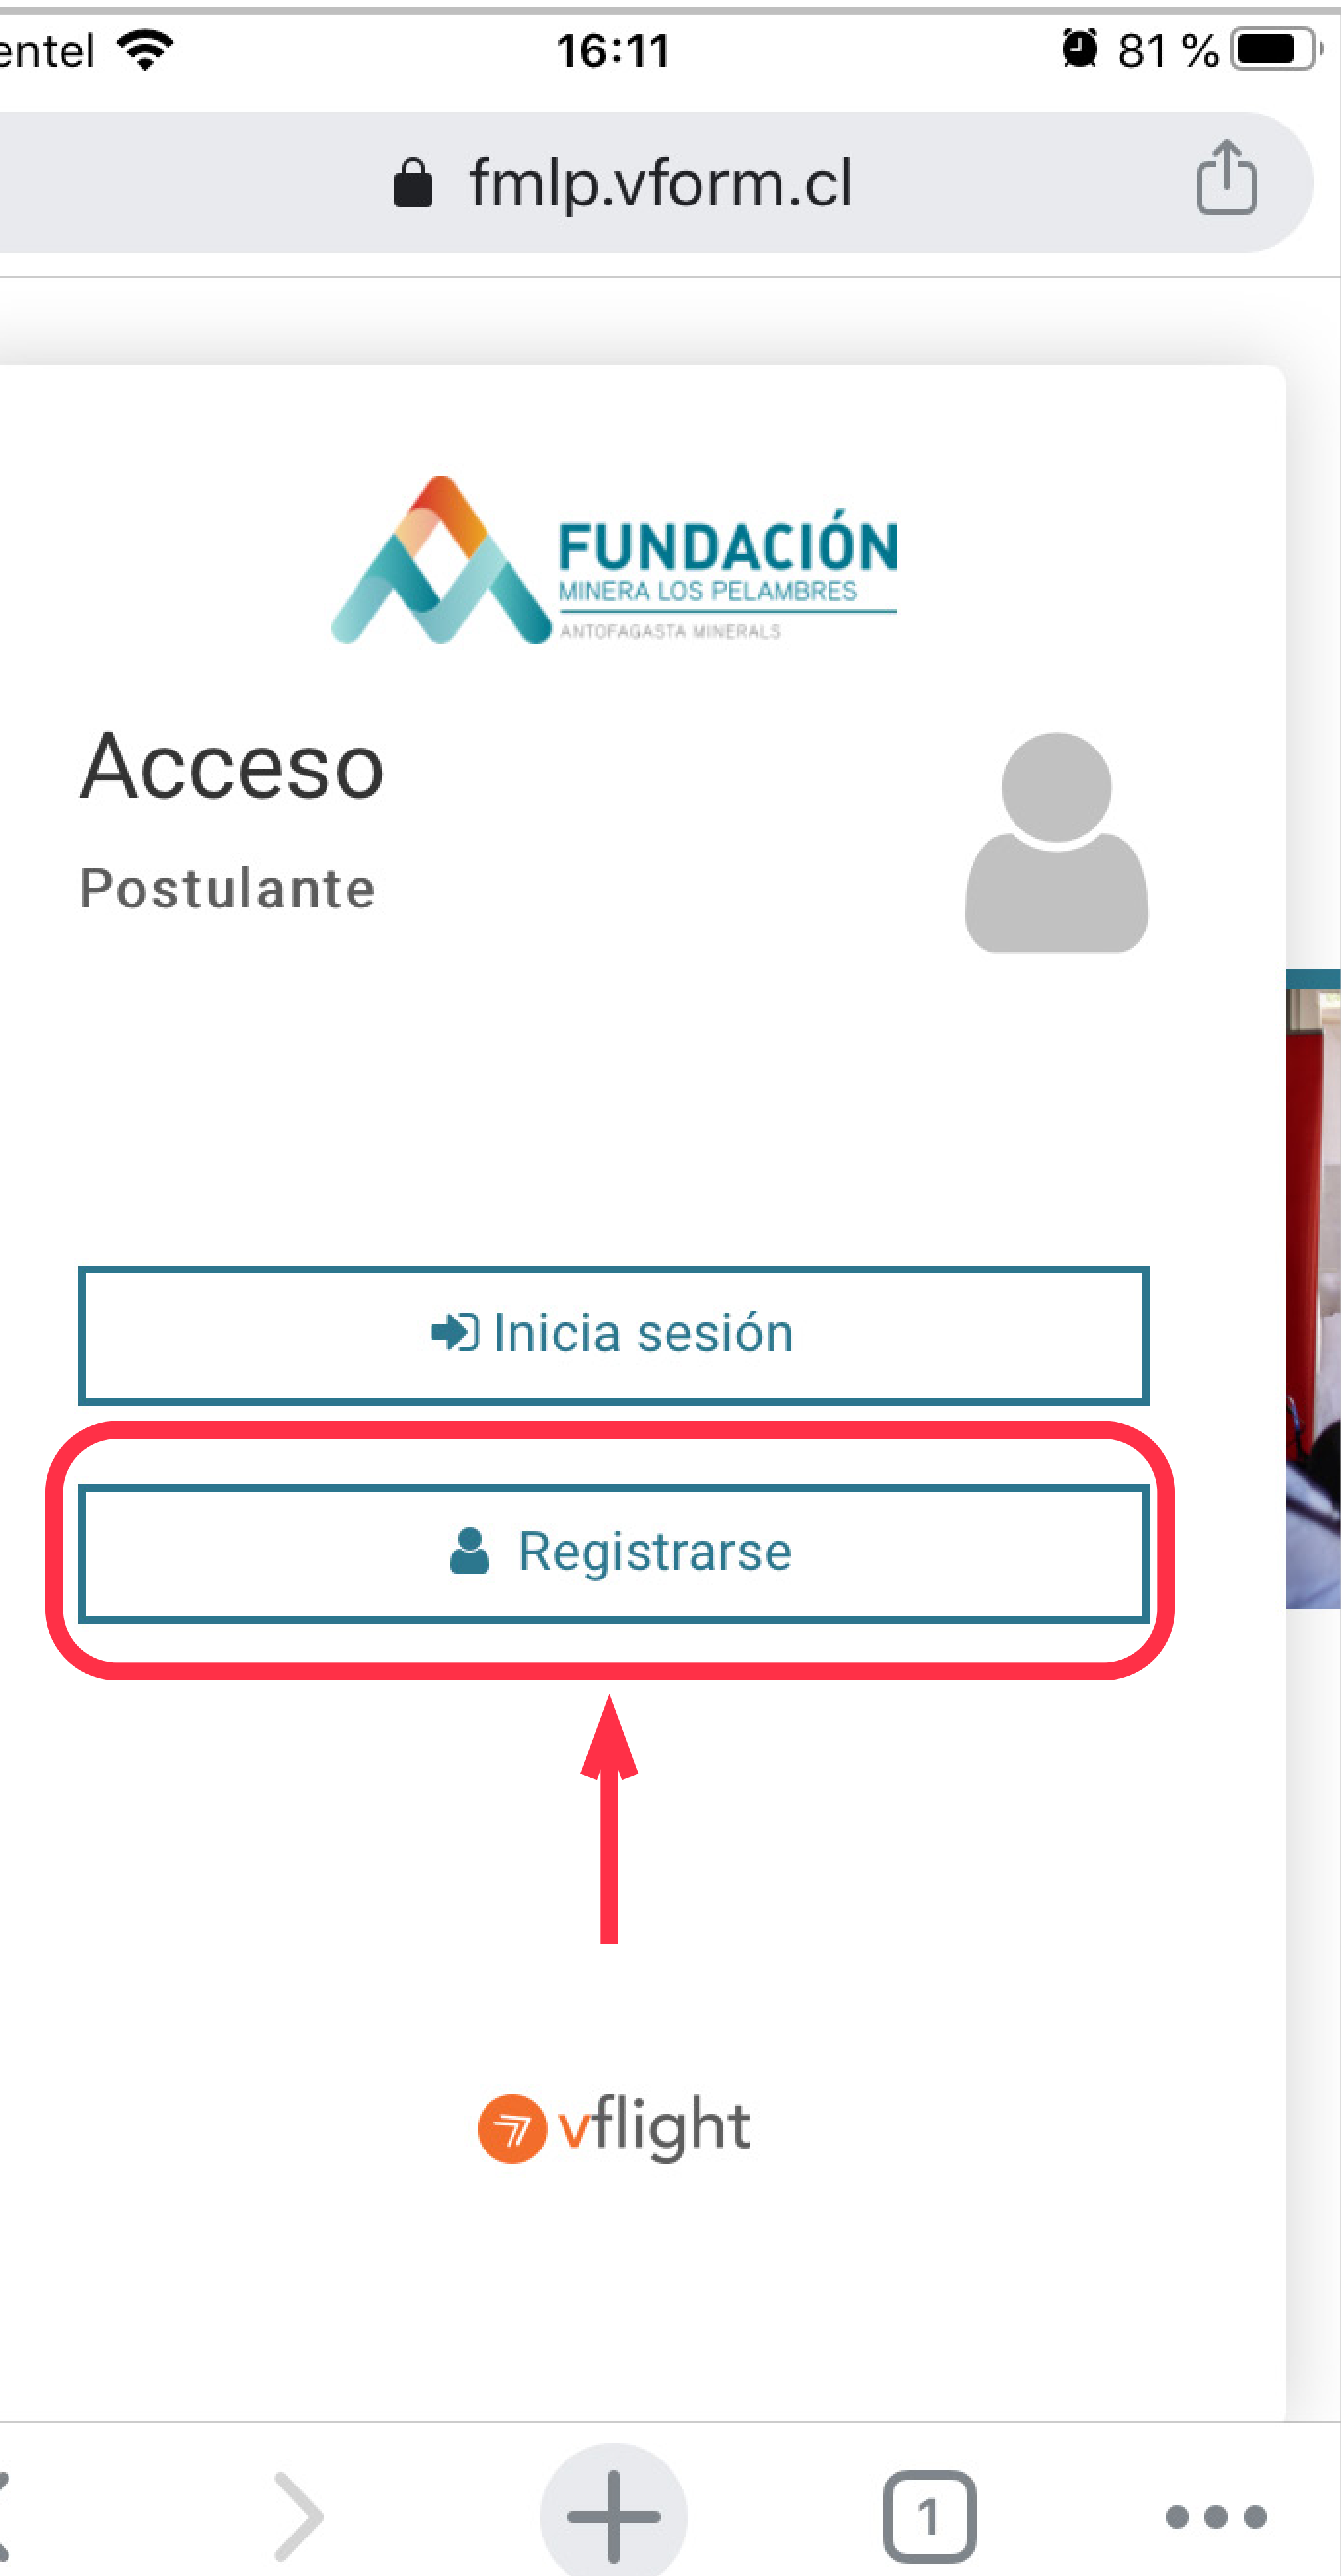 entel 16:11 81 %
fmlp.vform.cl
FUNDACIÓN
MINERA LOS PELAMBRES
ANTOFAGASTA MINERALS
Acceso
Postulante
Inicia sesión
Registrarse
vflight
1